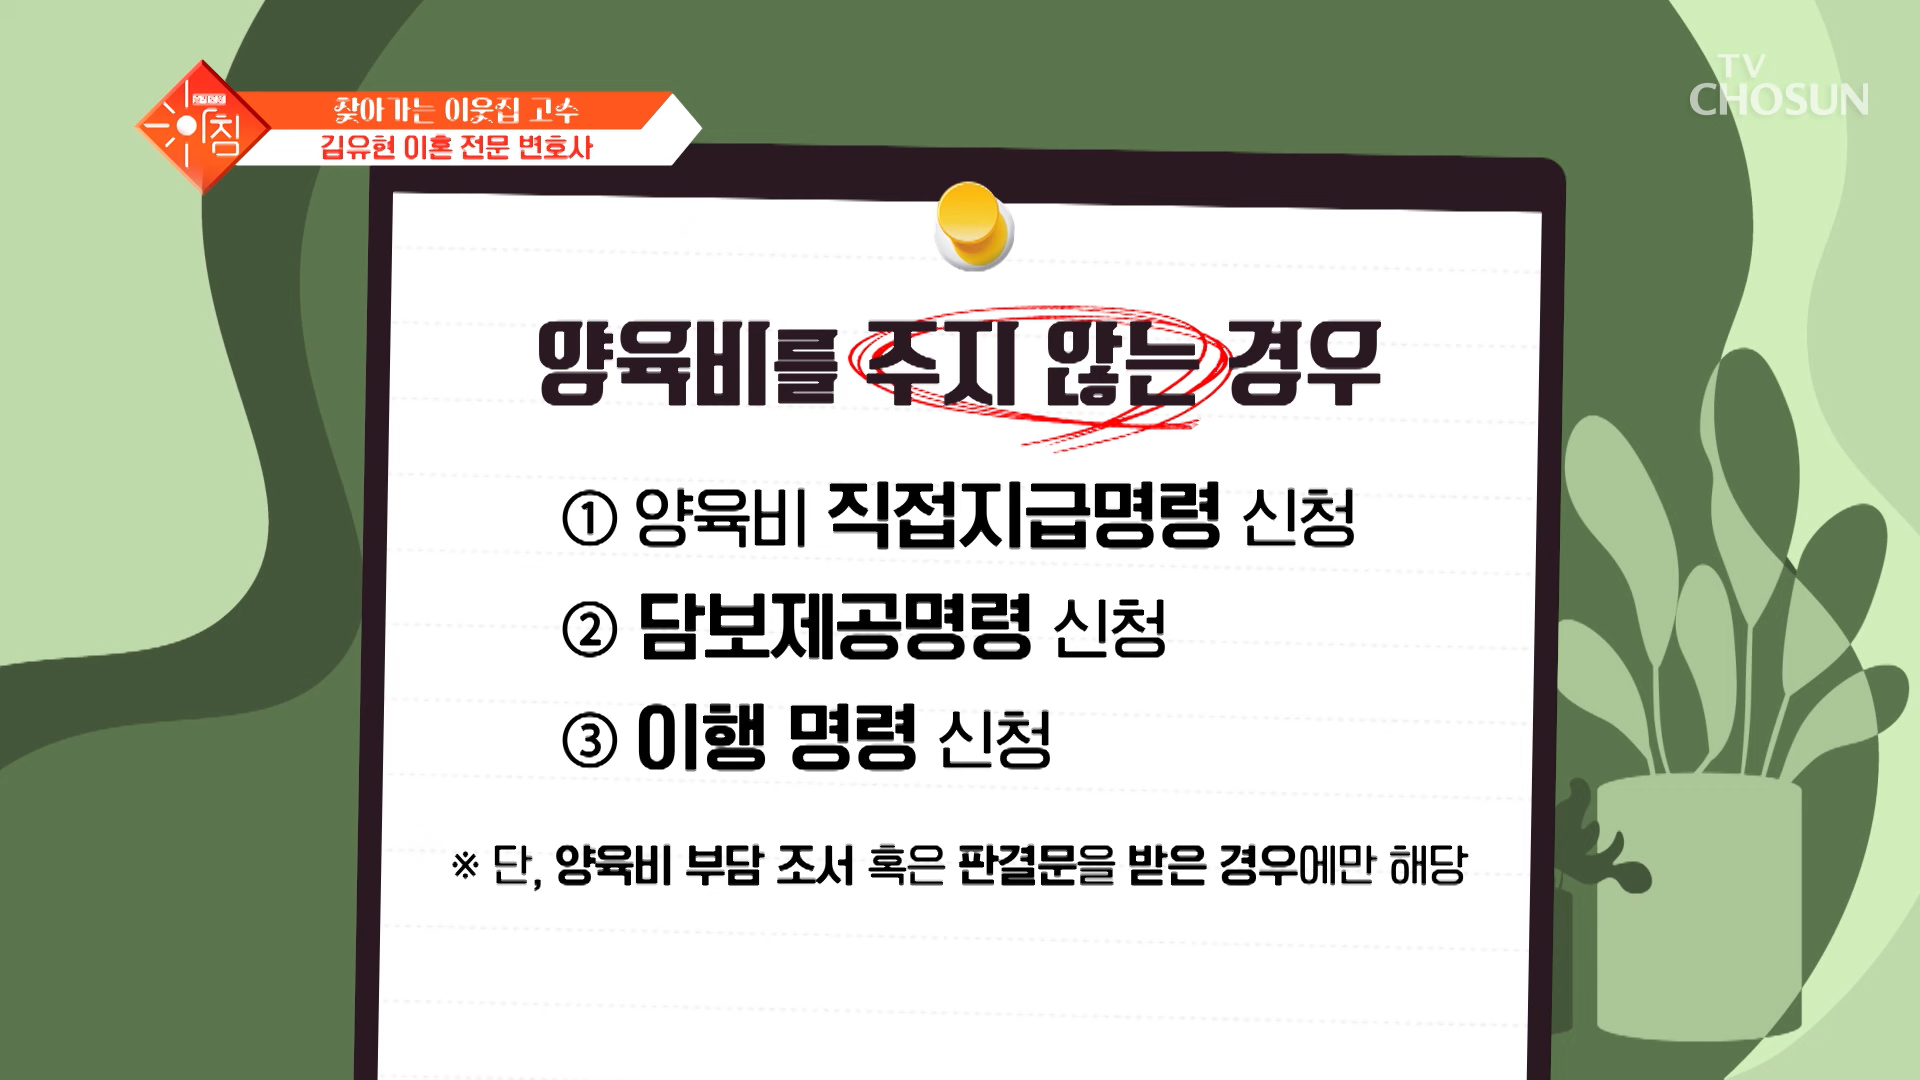 찾아가는 이웃집 고수
김유현 이혼 전문 변호사
아침
TV
CHOSUN
양육비를 주지 않는 경우
① 양육비 직접지급명령 신청
② 담보제공명령 신청
③ 이행 명령 신청
※ 단, 양육비 부담 조서 혹은 판결문을 받은 경우에만 해당